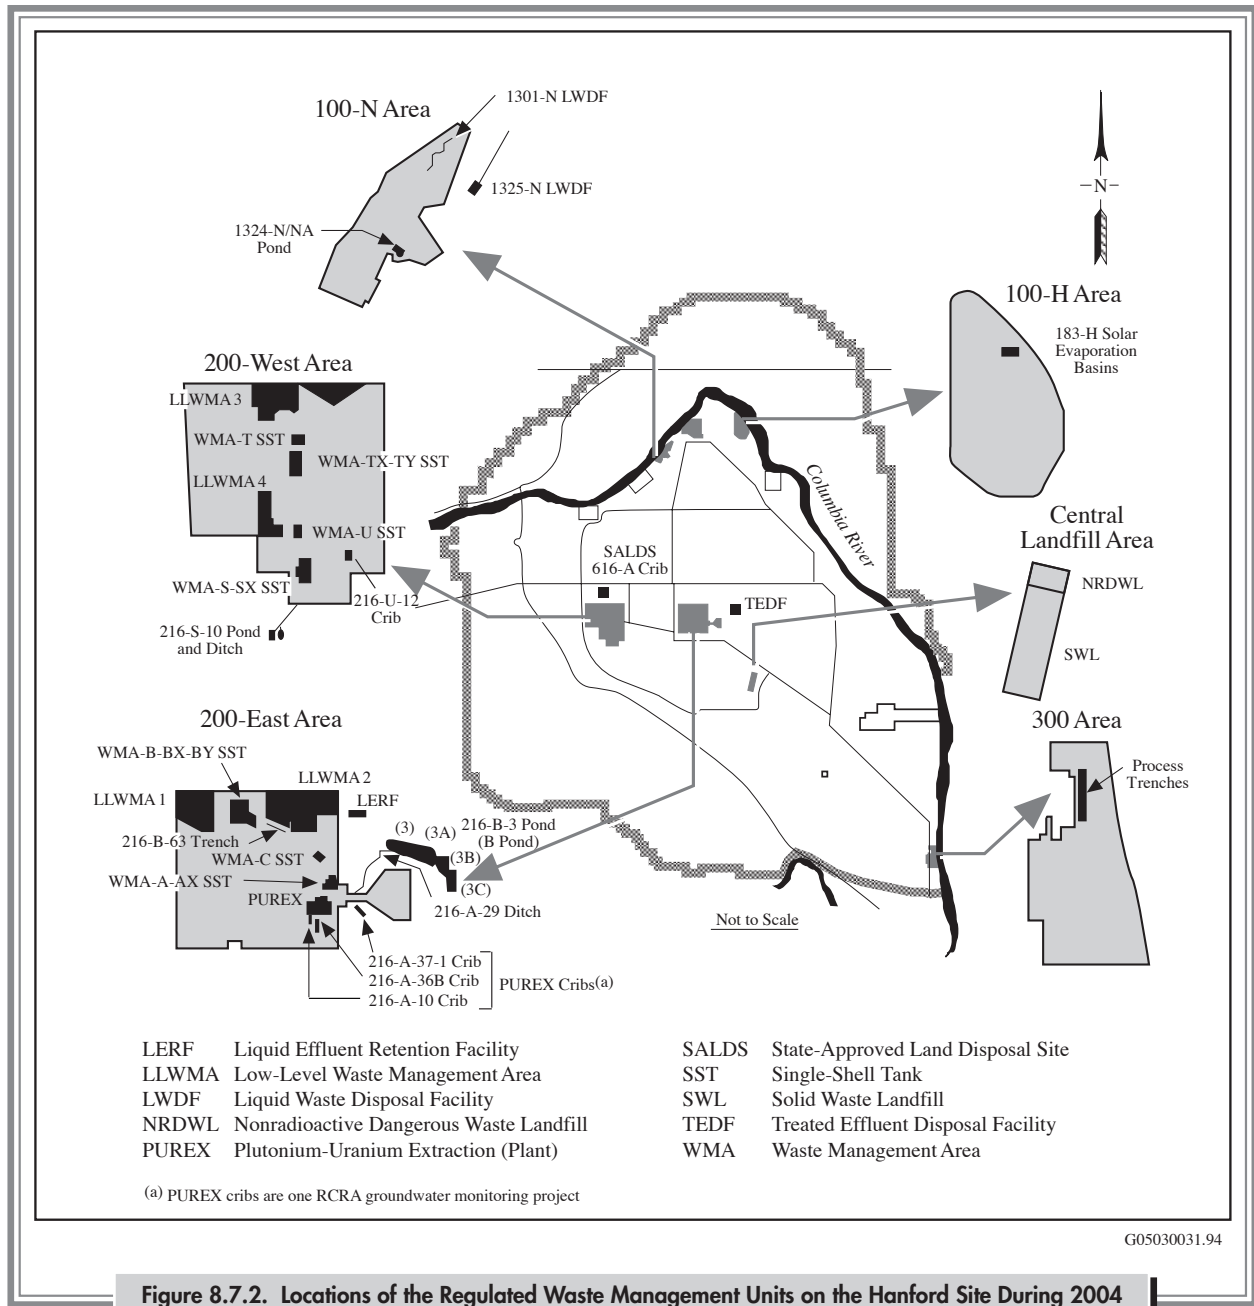 100-N Area
1301-N LWDF
1325-N LWDF
1324-N/NA
Pond
N
100-H Area
183-H Solar
Evaporation
Basins
200-West Area
LLWMA 3
WMA-T SST
WMA-TX-TY SST
LLWMA 4
WMA-U SST
WMA-S-SX SST
216-U-12
Crib
216-S-10 Pond
and Ditch
Columbia River
SALDS
616-A Crib
TEDF
Central
Landfill Area
NRDWL
SWL
200-East Area
WMA-B-BX-BY SST
LLWMA 2
LLWMA 1
LERF
216-B-63 Trench
WMA-C SST
WMA-A-AX SST
PUREX
(3)
(3A)
216-B-3 Pond
(B Pond)
(3B)
(3C)
216-A-29 Ditch
216-A-37-1 Crib
216-A-36B Crib
216-A-10 Crib
PUREX Cribs(a)
300 Area
Process
Trenches
Not to Scale
LERF Liquid Effluent Retention Facility
LLWMA Low-Level Waste Management Area
LWDF Liquid Waste Disposal Facility
NRDWL Nonradioactive Dangerous Waste Landfill
PUREX Plutonium-Uranium Extraction (Plant)
SALDS State-Approved Land Disposal Site
SST Single-Shell Tank
SWL Solid Waste Landfill
TEDF Treated Effluent Disposal Facility
WMA Waste Management Area
(a) PUREX cribs are one RCRA groundwater monitoring project
G05030031.94
Figure 8.7.2. Locations of the Regulated Waste Management Units on the Hanford Site During 2004